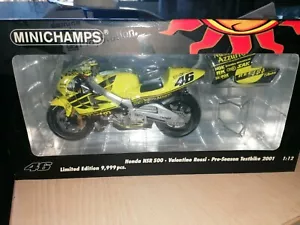 MINICHAMPS
46
46
Limited Edition 9,999 pcs.
Honda NSR 500 - Valentino Rossi - Pre-Season Testbike 2001
1:12